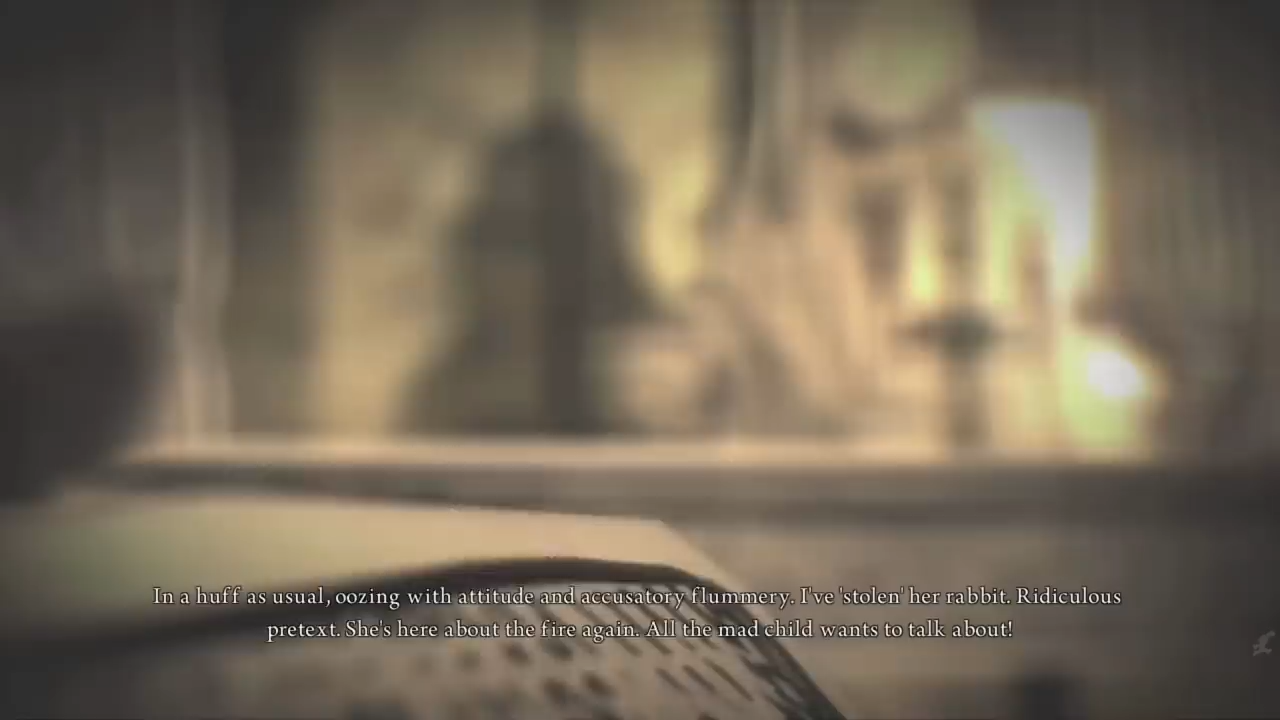 In a huff as usual, oozing with attitude and accusatory flummery. I've 'stolen' her rabbit. Ridiculous
pretext. She's here about the fire again. All the mad child wants to talk about!